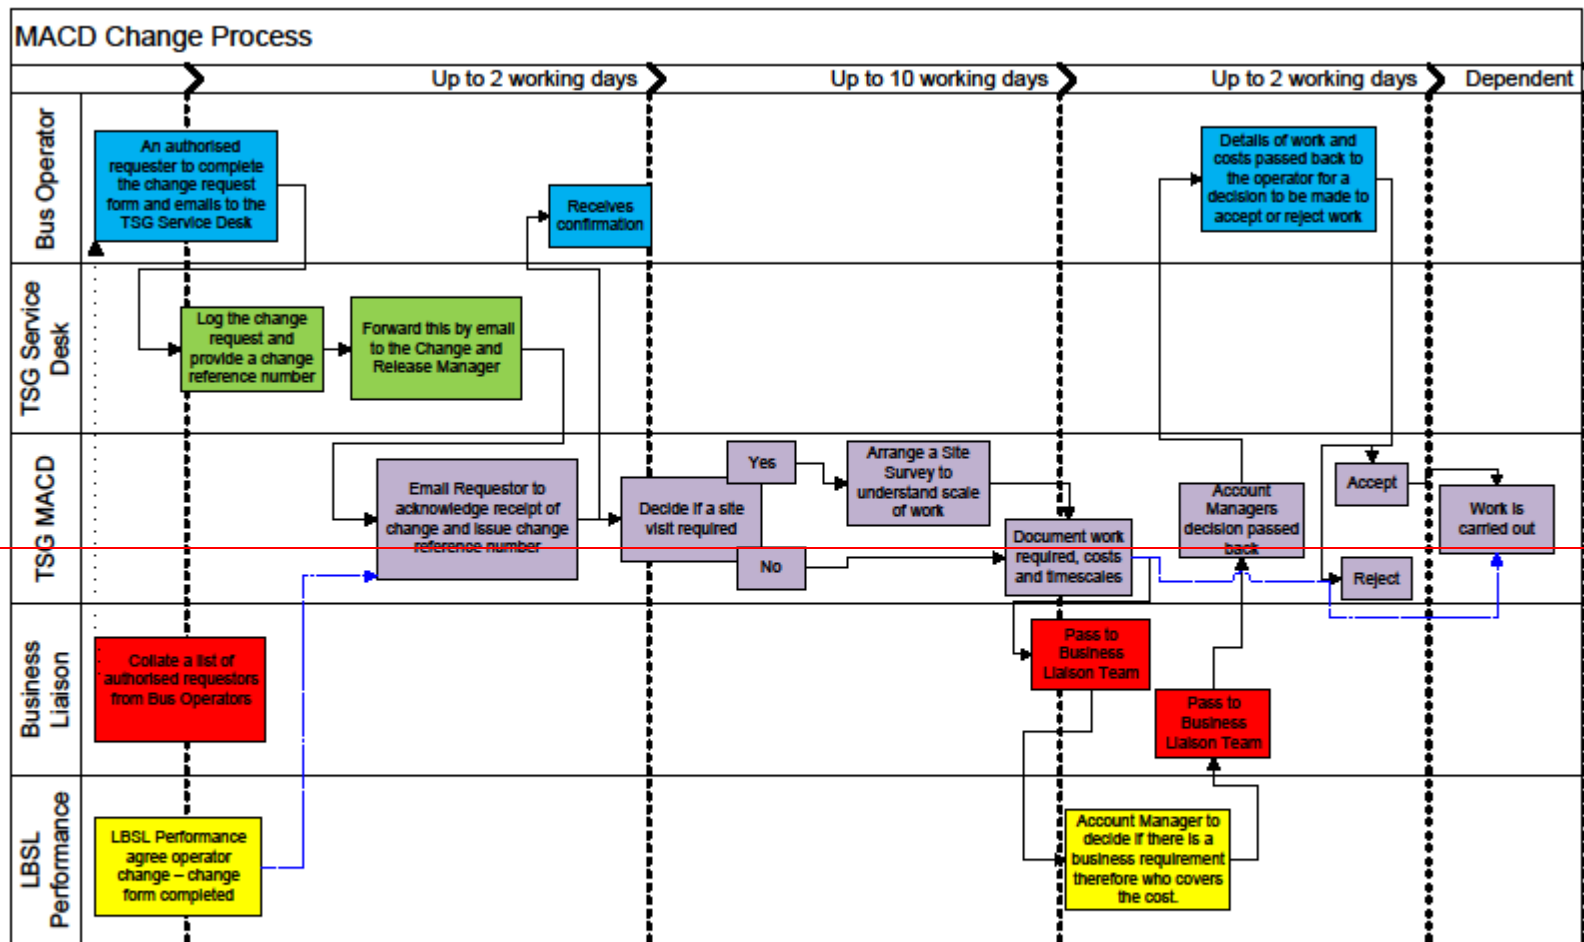 MACD Change Process
Up to 2 working days
Up to 10 working days
Up to 2 working days
Dependent
Bus Operator
An authorised
requester to complete
the change request
form and emails to the
TSG Service Desk
Receives
confirmation
Details of work and
costs passed back to
the operator for a
decision to be made to
accept or reject work
TSG Service
Desk
Log the change
request and
provide a change
reference number
Forward this by email
to the Change and
Release Manager
TSG MACD
Email Requestor to
acknowledge receipt of
change and issue change
reference number
Decide if a site
visit required
Yes
No
Arrange a Site
Survey to
understand scale
of work
Document work
required, costs
and timescales
Account
Managers
decision passed
back
Accept
Reject
Work is
carried out
Business
Liaison
Collate a list of
authorised requestors
from Bus Operators
Pass to
Business
Liaison Team
Pass to
Business
Liaison Team
LBSL
Performance
LBSL Performance
agree operator
change – change
form completed
Account Manager to
decide if there is a
business requirement
therefore who covers
the cost.